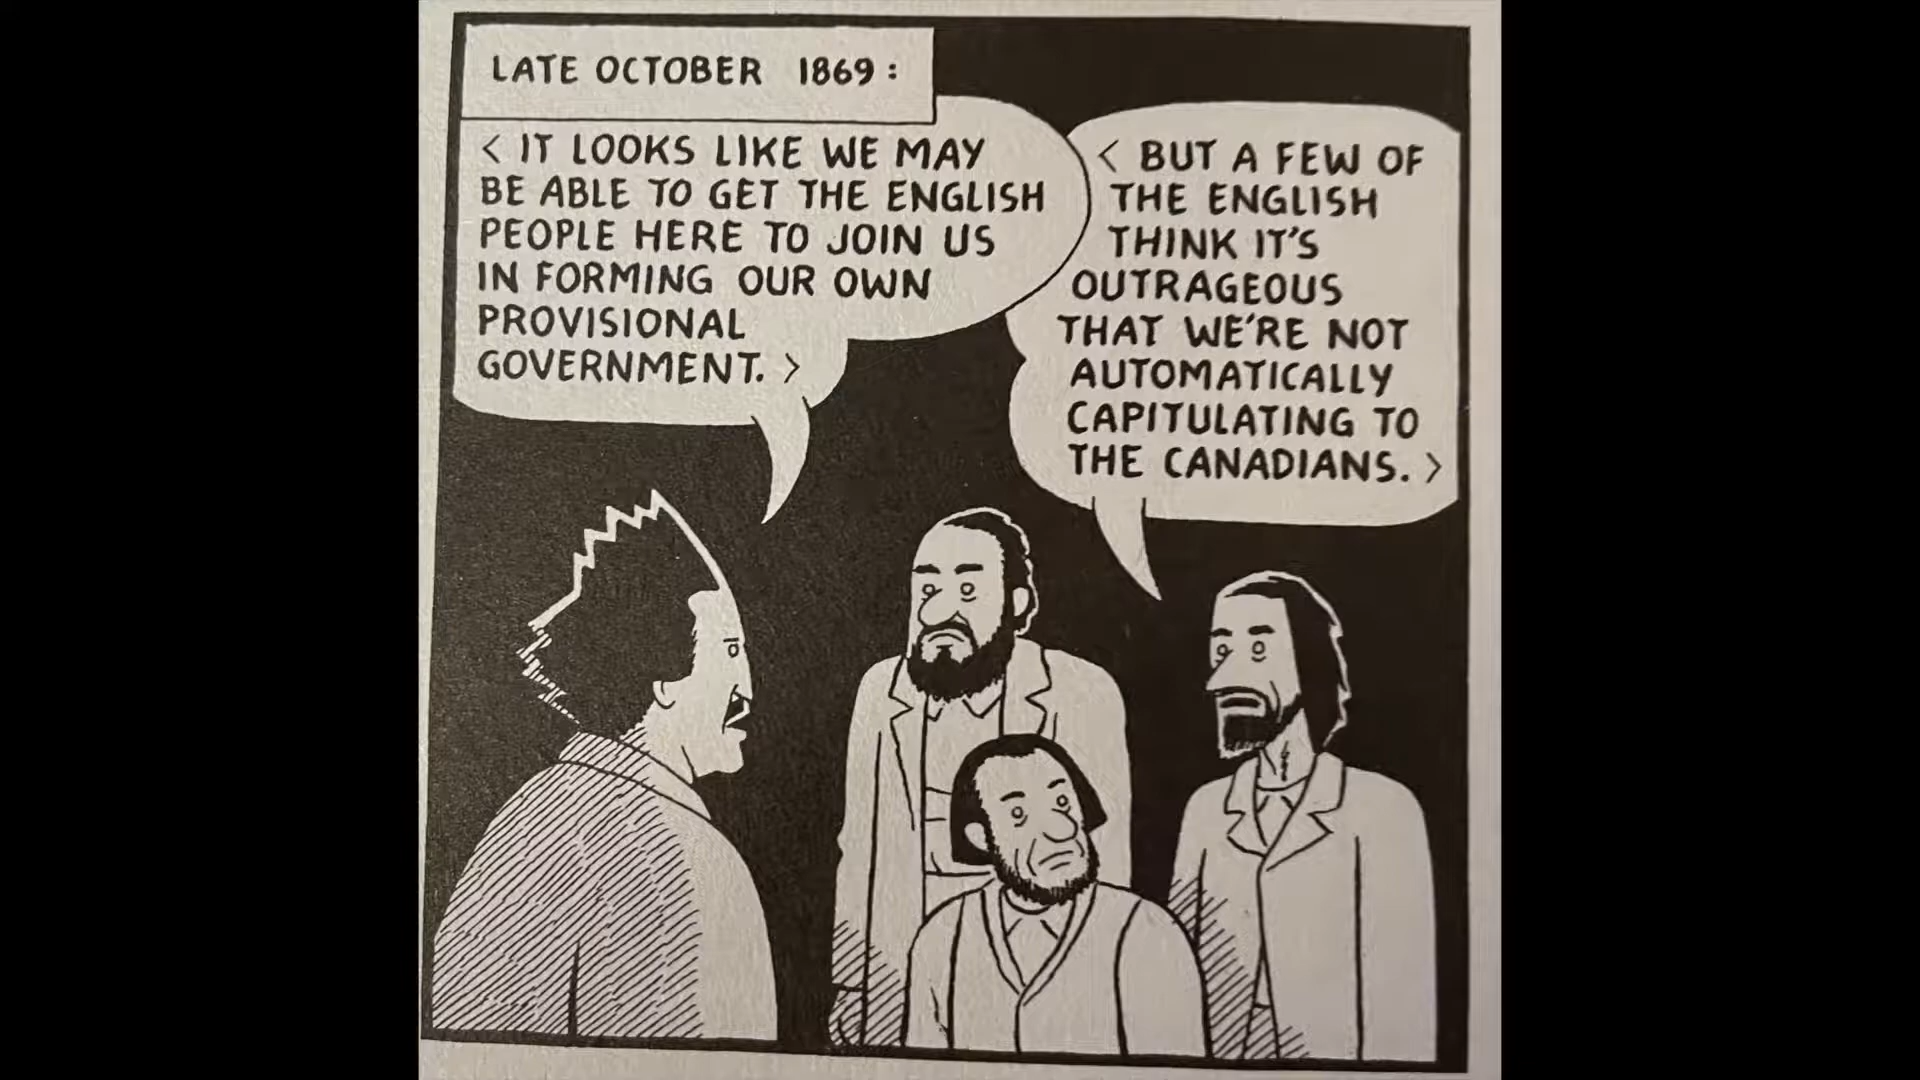 LATE OCTOBER 1869:
< IT LOOKS LIKE WE MAY
BE ABLE TO GET THE ENGLISH
PEOPLE HERE TO JOIN US
IN FORMING OUR OWN
PROVISIONAL
GOVERNMENT. >
< BUT A FEW OF
THE ENGLISH
THINK IT'S
OUTRAGEOUS
THAT WE'RE NOT
AUTOMATICALLY
CAPITULATING TO
THE CANADIANS. >